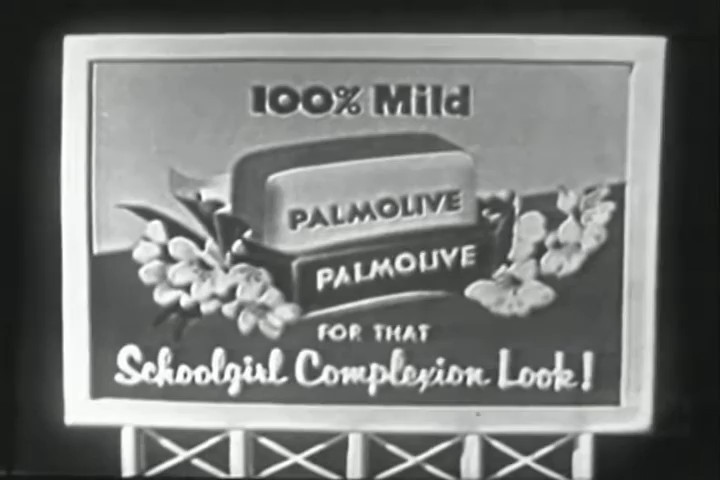 100% Mild
PALMOLIVE
PALMOLIVE
FOR THAT
Schoolgirl Complexion Look!